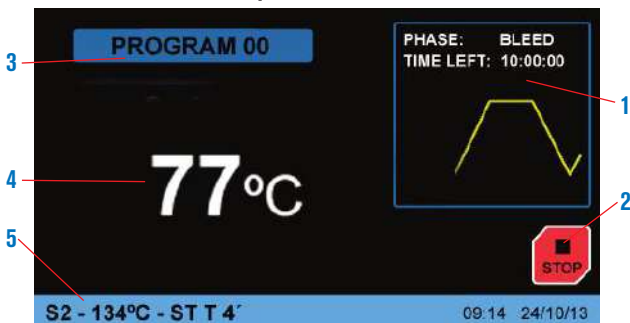 PROGRAM 00
PHASE: BLEED
TIME LEFT: 10:00:00
3
1
4
77ºC
2
5
STOP
S2 - 134ºC - ST T 4´
09:14 24/10/13